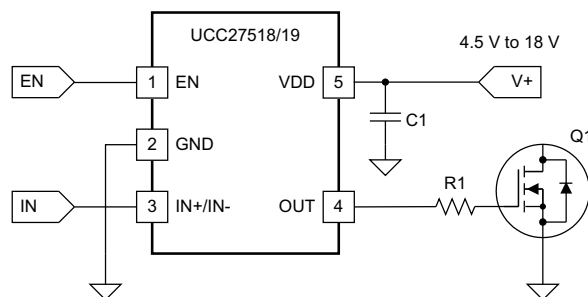 UCC27518/19
4.5 V to 18 V
EN
1
EN
VDD
5
V+
C1
2
GND
Q1
R1
IN
3
IN+/IN-
OUT
4